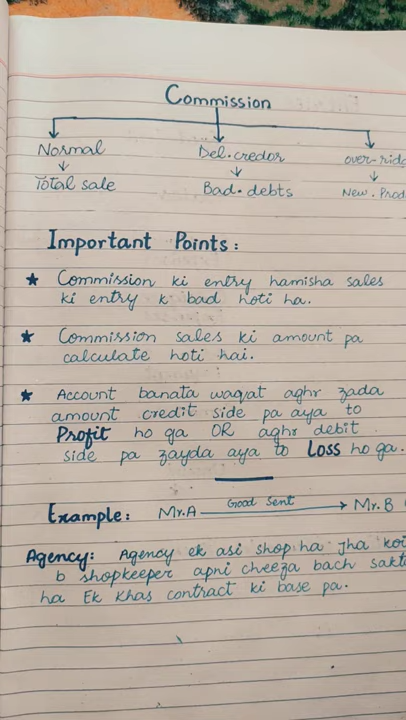 Commission
Normal Del.credor over-rid
Total sale Bad.debts New.Prod
Important Points:
★ Commission ki entry hamisha sales
ki entry k bad hoti ha.
★ Commission sales ki amount pa
calculate hoti hai.
★ Account banata waqat aghr zada
amount credit side pa aya to
Profit ho ga OR aghr debit
side pa zayda aya to Loss ho ga.
Example: Mr.A Good Sent Mr.B
Agency: Agency ek asi shop ha jha koi
b shopkeeper apni cheeza bach sakt
ha Ek khas contract ki base pa.